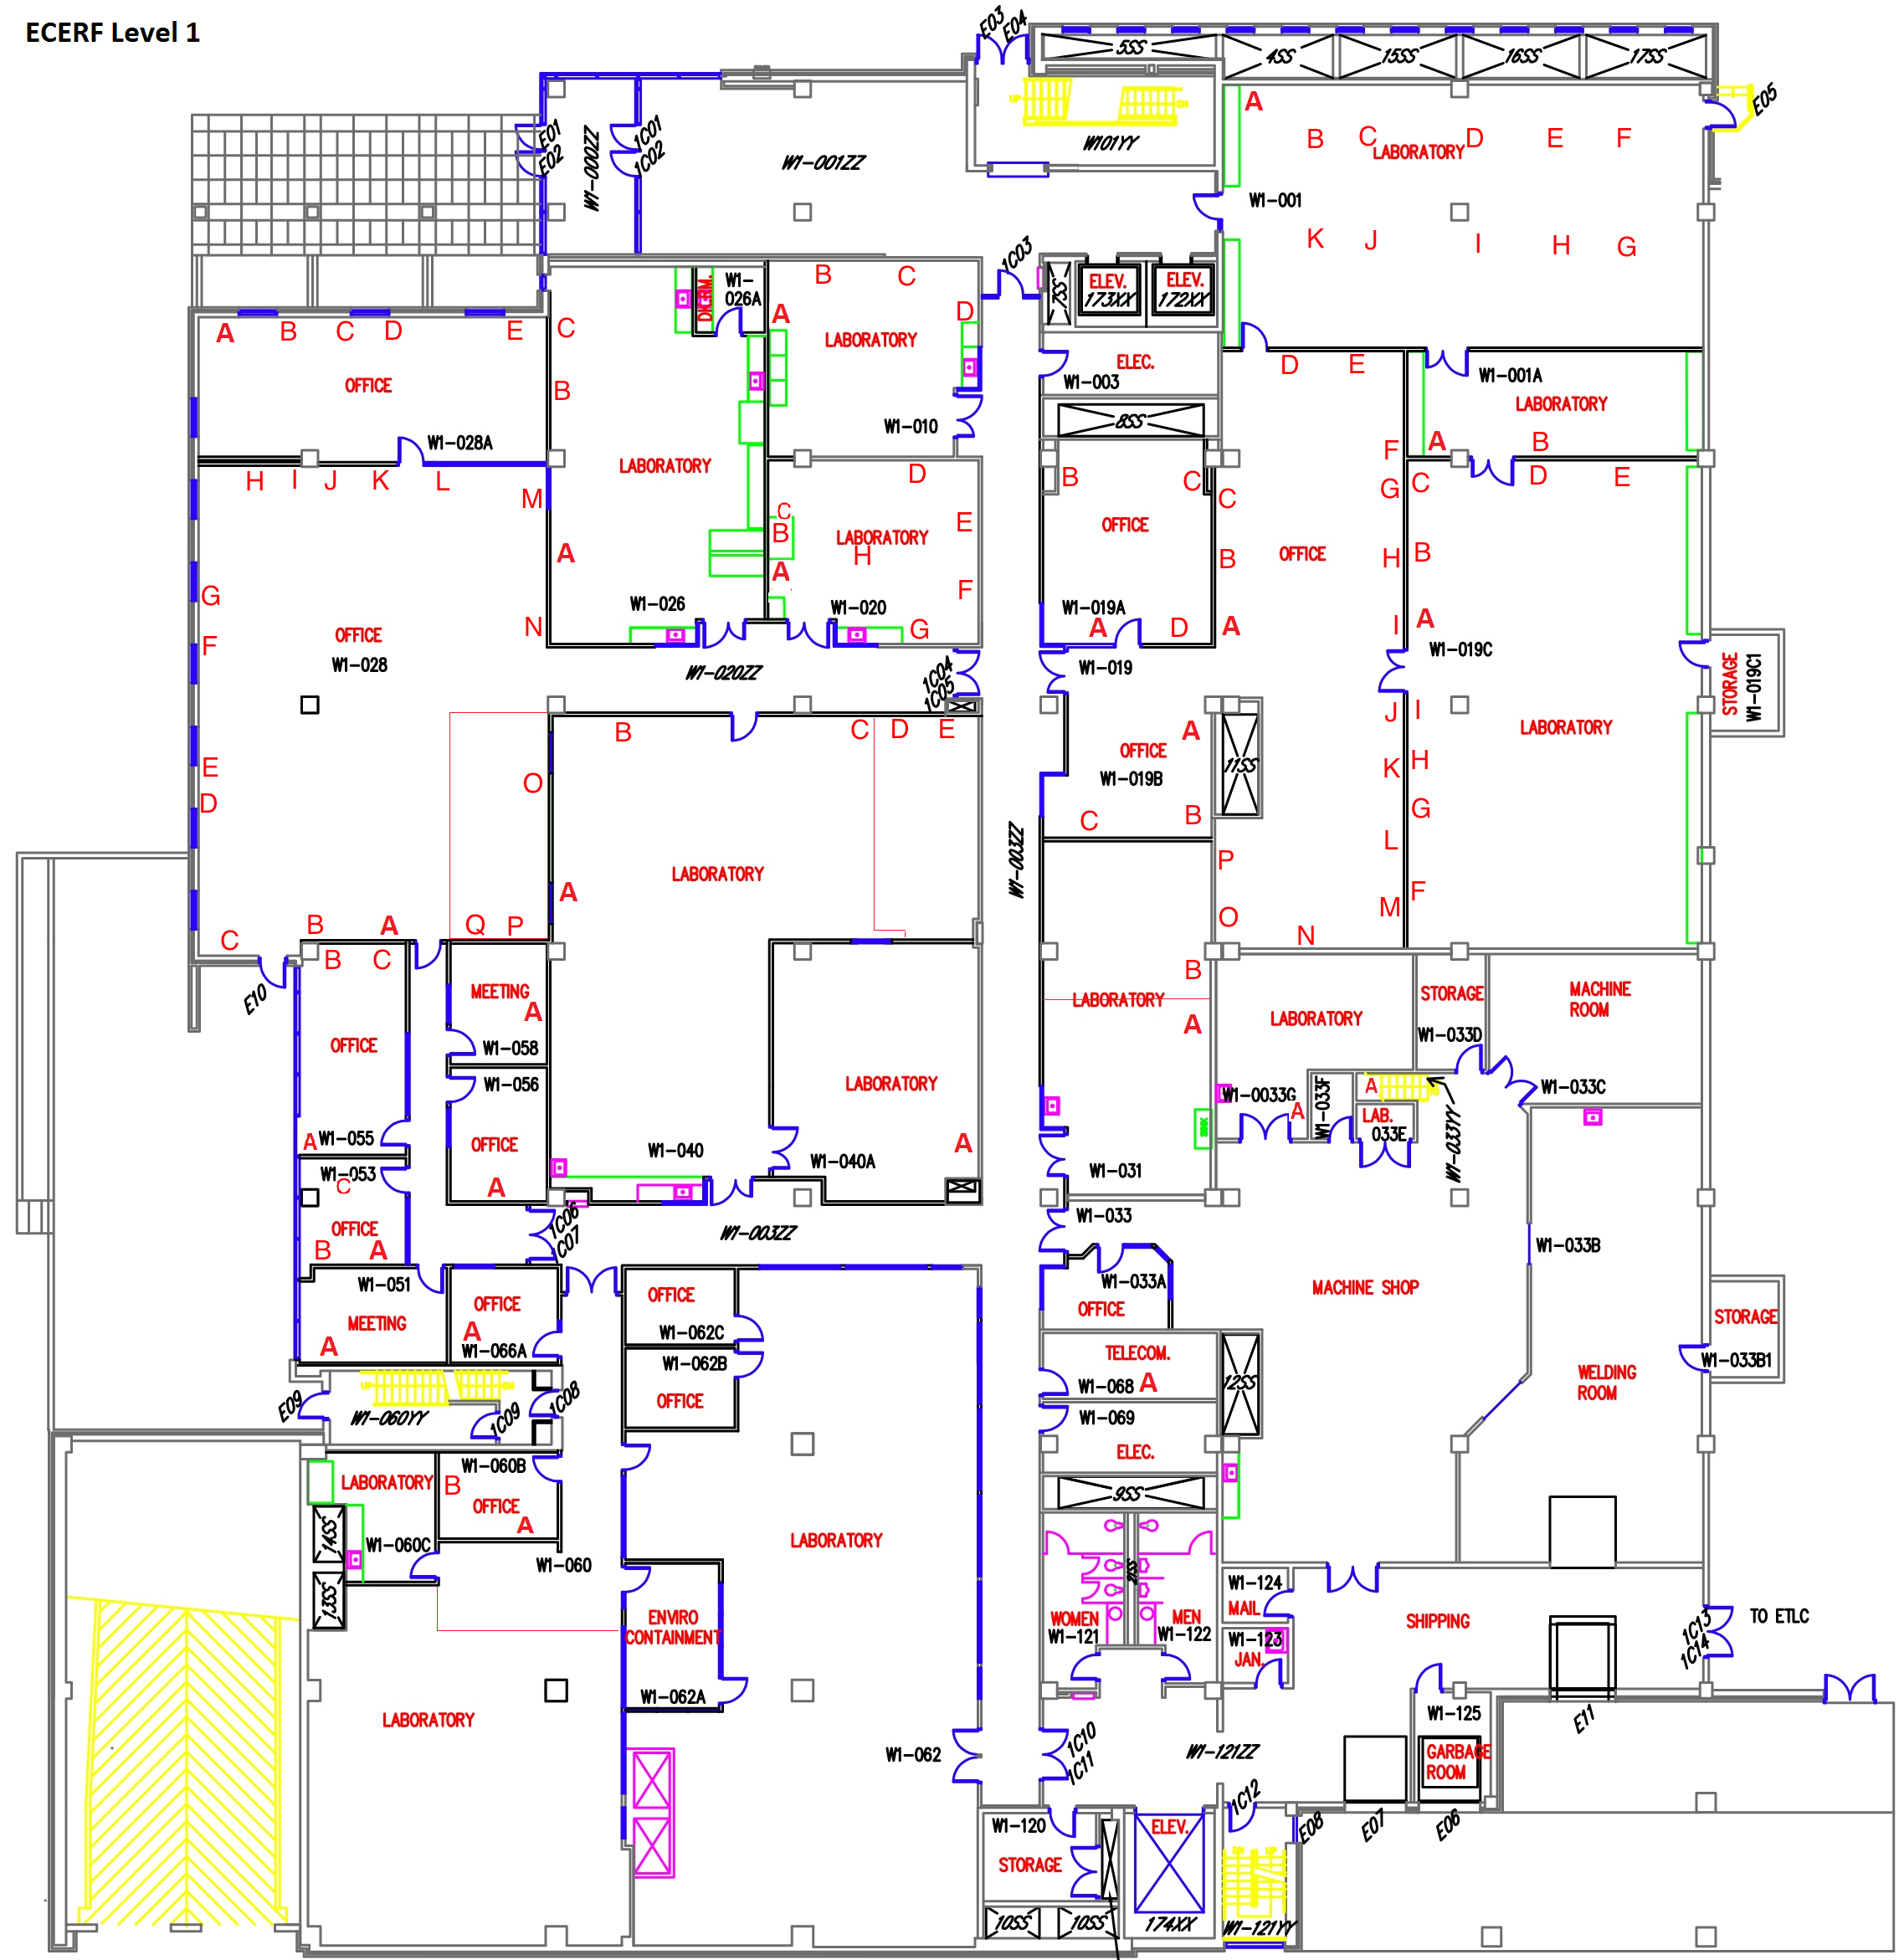 ECERF Level 1
E03
E04
5SS
4SS
15SS
16SS
17SS
E05
UP
DN
W101YY
E01
E02
W1-000ZZ
1C01
1C02
W1-001ZZ
A
B
C
D
E
F
LABORATORY
W1-001
K
J
I
H
G
1C03
7SS
ELEV.
173XX
ELEV.
172XX
DK.RM.
W1-
026A
B
C
A
D
LABORATORY
W1-010
A
B
C
D
E
OFFICE
W1-028A
C
B
LABORATORY
A
W1-026
ELEC.
W1-003
8SS
D
E
F
G
H
I
C
B
A
OFFICE
W1-001A
LABORATORY
A
B
H
I
J
K
L
M
N
G
F
OFFICE
W1-028
E
D
O
C
B
A
Q
P
D
C
B
A
LABORATORY
H
E
F
G
W1-020
B
C
OFFICE
W1-019A
A
D
C
D
E
B
A
W1-019C
W1-020ZZ
1C04
1C05
W1-019
STORAGE
W1-019C1
B
C
D
E
A
LABORATORY
W1-003ZZ
OFFICE
W1-019B
A
B
C
11SS
J
K
L
M
N
O
P
I
H
G
F
LABORATORY
E10
B
C
OFFICE
A
W1-055
MEETING
A
W1-058
W1-056
OFFICE
A
LABORATORY
A
W1-040
W1-040A
B
LABORATORY
A
W1-031
SINK
LABORATORY
W1-0033G
A
W1-033F
STORAGE
W1-033D
MACHINE
ROOM
W1-033C
A
LAB.
033E
W1-033YY
W1-053
C
OFFICE
B
A
1C06
1C07
W1-003ZZ
W1-033
W1-033A
OFFICE
MACHINE SHOP
W1-033B
W1-051
MEETING
A
OFFICE
A
W1-066A
OFFICE
W1-062C
W1-062B
OFFICE
TELECOM.
W1-068
A
12SS
STORAGE
W1-033B1
WELDING
ROOM
E09
UP
DN
W1-060YY
1C09
1C08
W1-069
ELEC.
9SS
LABORATORY
14SS
W1-060C
13SS
W1-060B
B
OFFICE
A
W1-060
LABORATORY
ENVIRO
CONTAINMENT
W1-062A
WOMEN
W1-121
21SS
MEN
W1-122
W1-124
MAIL
W1-123
JAN.
SHIPPING
1C13
1C14
TO ETLC
LABORATORY
W1-062
1C10
1C11
W1-121ZZ
W1-125
GARBAGE
ROOM
E11
1C12
E08
E07
E06
W1-120
STORAGE
ELEV.
10SS
10SS
174XX
DN
UP
W1-121YY